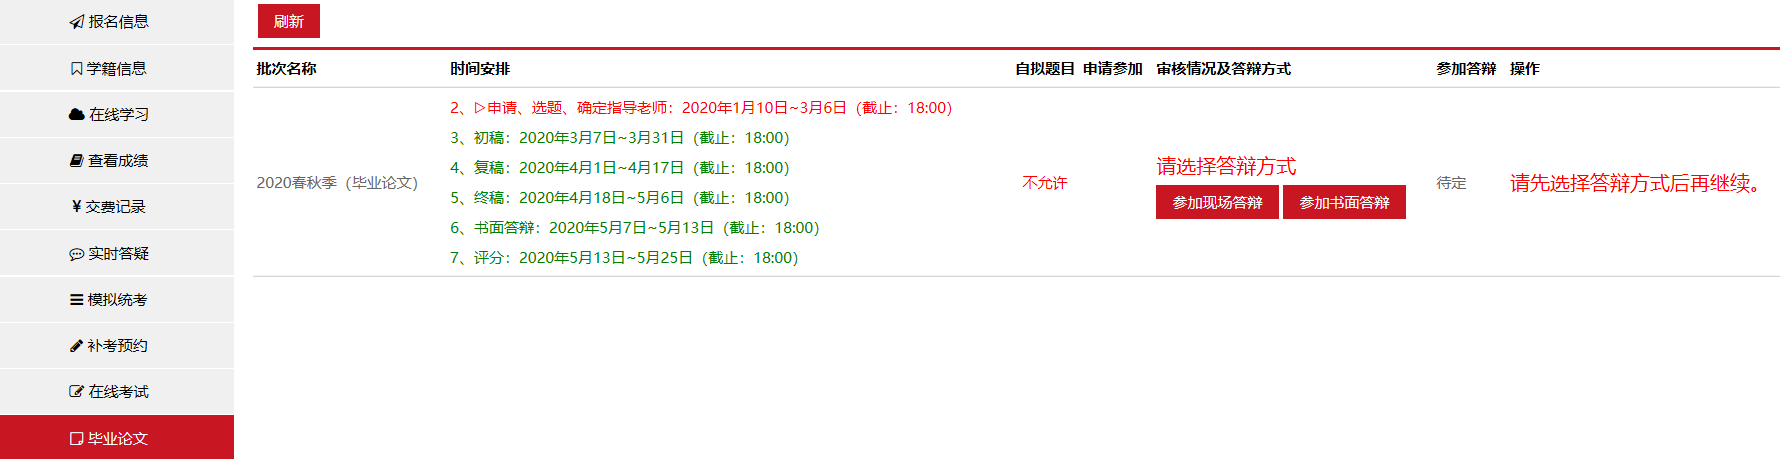 报名信息
学籍信息
在线学习
查看成绩
¥ 交费记录
实时答疑
模拟统考
补考预约
在线考试
毕业论文
刷新
批次名称 时间安排 自拟题目 申请参加 审核情况及答辩方式 参加答辩 操作
2020春秋季（毕业论文）
2、▷申请、选题、确定指导老师：2020年1月10日~3月6日（截止：18:00）
3、初稿：2020年3月7日~3月31日（截止：18:00）
4、复稿：2020年4月1日~4月17日（截止：18:00）
5、终稿：2020年4月18日~5月6日（截止：18:00）
6、书面答辩：2020年5月7日~5月13日（截止：18:00）
7、评分：2020年5月13日~5月25日（截止：18:00）
不允许
请选择答辩方式
参加现场答辩 参加书面答辩
待定
请先选择答辩方式后再继续。